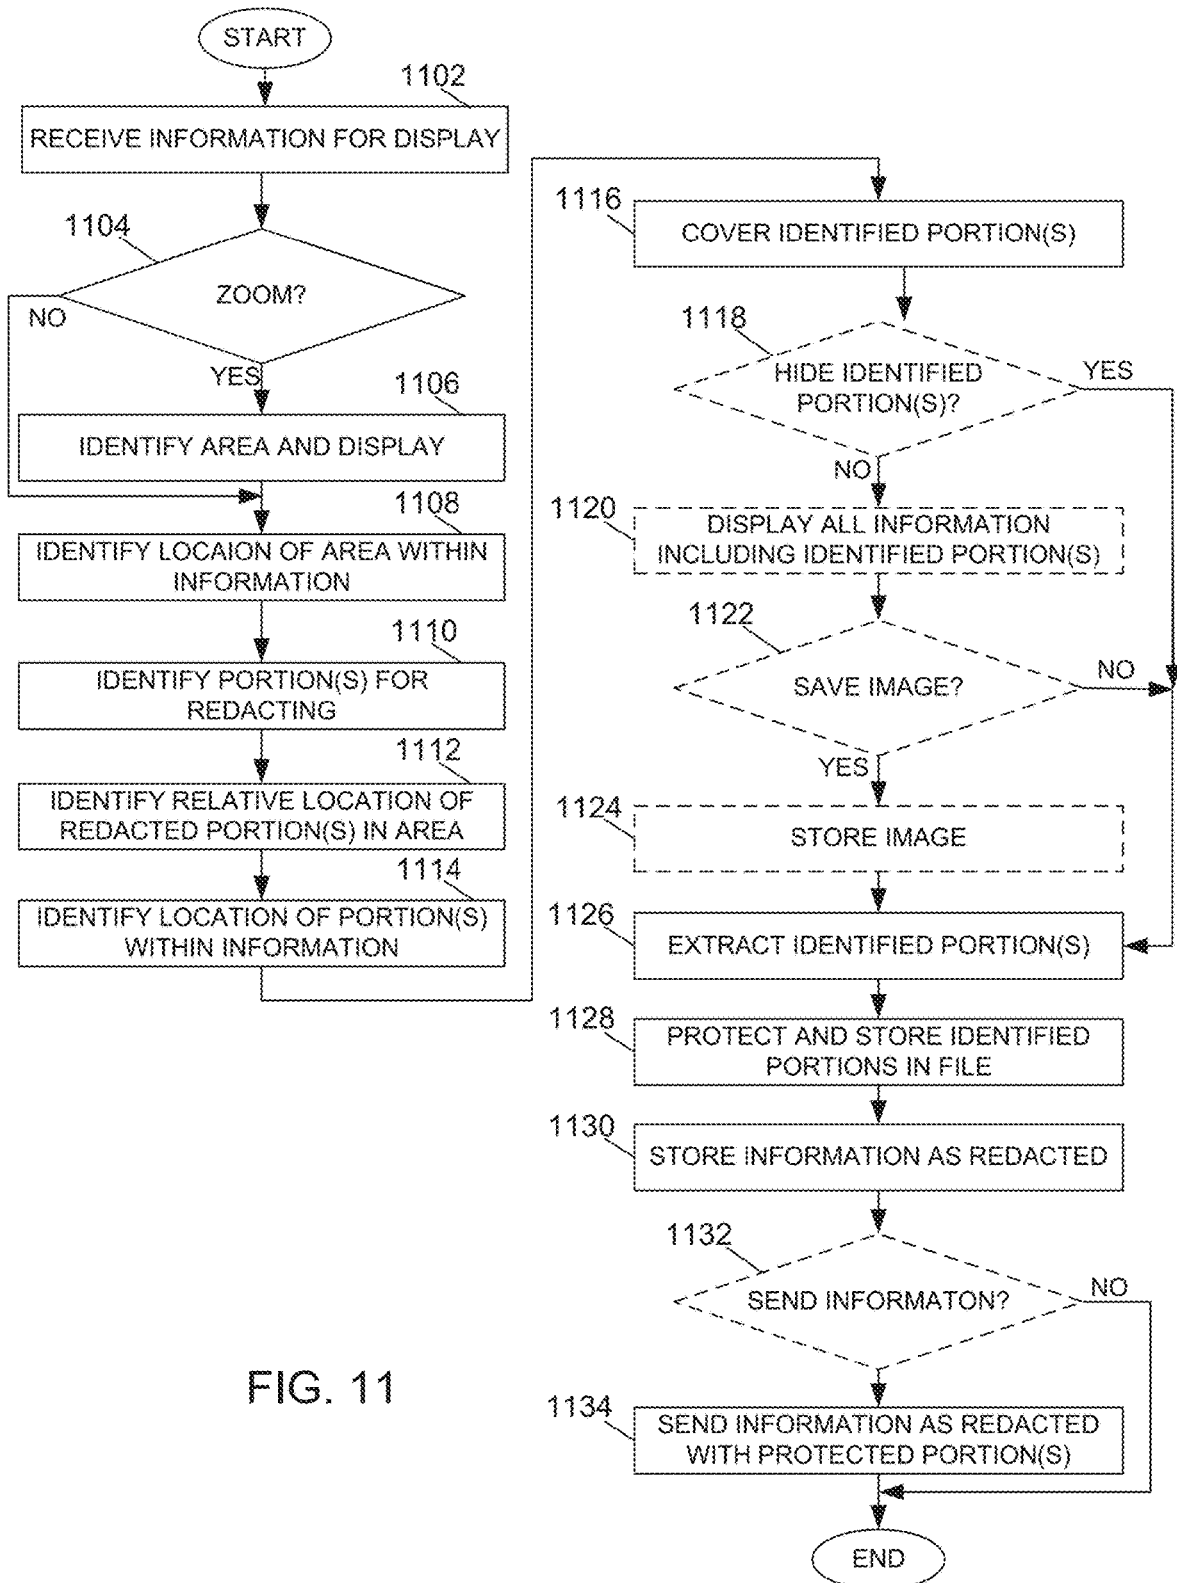 START
1102
RECEIVE INFORMATION FOR DISPLAY
1104
ZOOM?
NO
YES
1106
IDENTIFY AREA AND DISPLAY
1108
IDENTIFY LOCAION OF AREA WITHIN
INFORMATION
1110
IDENTIFY PORTION(S) FOR
REDACTING
1112
IDENTIFY RELATIVE LOCATION OF
REDACTED PORTION(S) IN AREA
1114
IDENTIFY LOCATION OF PORTION(S)
WITHIN INFORMATION
1116
COVER IDENTIFIED PORTION(S)
1118
HIDE IDENTIFIED
PORTION(S)?
YES
NO
1120
DISPLAY ALL INFORMATION
INCLUDING IDENTIFIED PORTION(S)
1122
SAVE IMAGE?
NO
YES
1124
STORE IMAGE
1126
EXTRACT IDENTIFIED PORTION(S)
1128
PROTECT AND STORE IDENTIFIED
PORTIONS IN FILE
1130
STORE INFORMATION AS REDACTED
1132
SEND INFORMATON?
NO
1134
SEND INFORMATION AS REDACTED
WITH PROTECTED PORTION(S)
END
FIG. 11